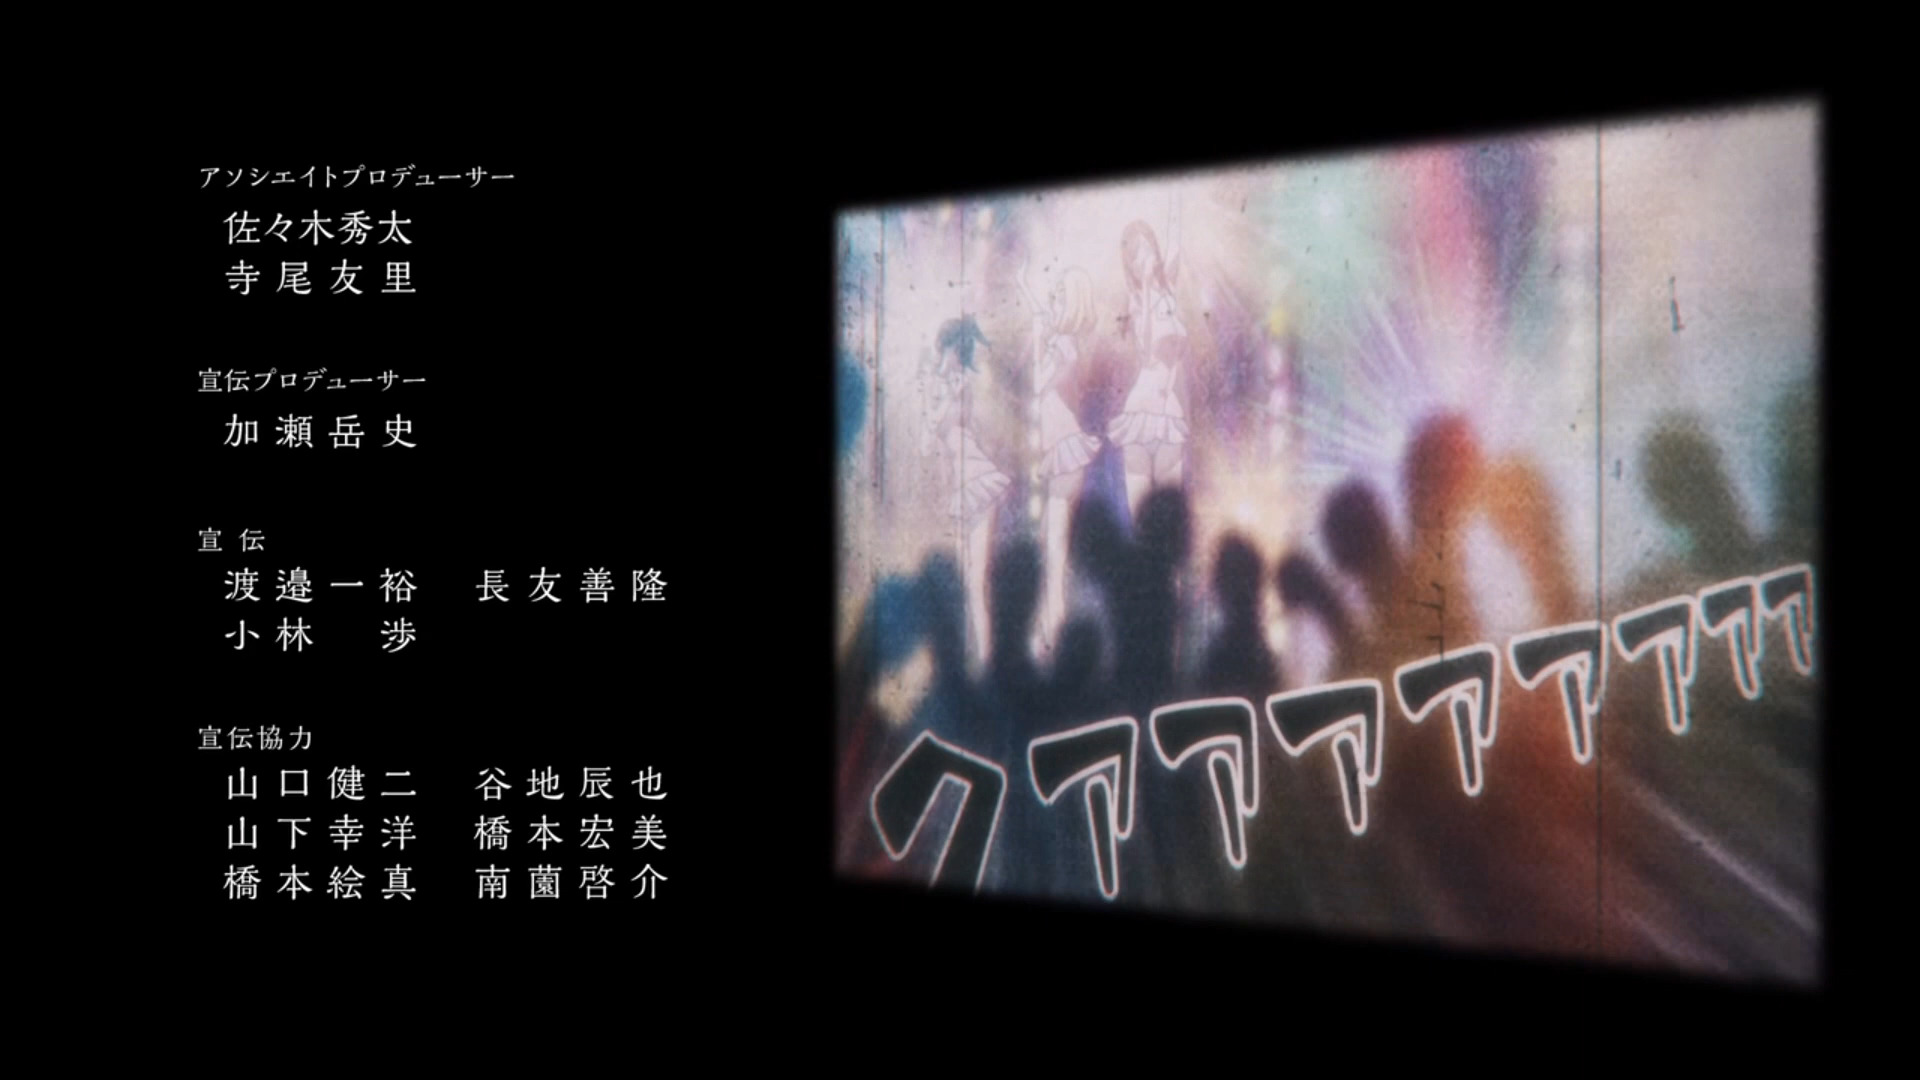 アソシエイトプロデューサー
佐々木秀太
寺尾友里
宣伝プロデューサー
加瀬岳史
宣伝
渡邉一裕 長友善隆
小林 渉
宣伝協力
山口健二 谷地辰也
山下幸洋 橋本宏美
橋本絵真 南薗啓介
クアアアアアアアア